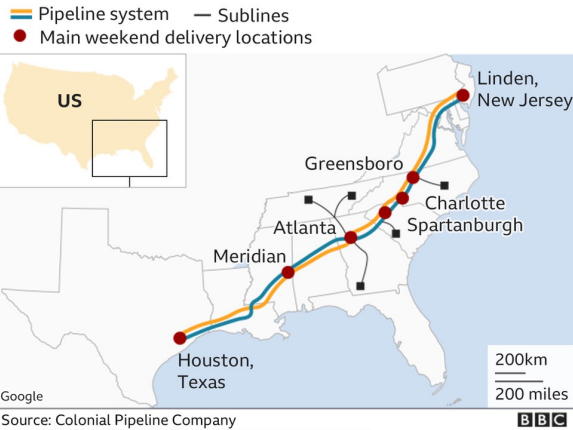 Pipeline system
Sublines
Main weekend delivery locations
US
Linden,
New Jersey
Greensboro
Charlotte
Spartanburgh
Atlanta
Meridian
Houston,
Texas
200km
200 miles
Google
Source: Colonial Pipeline Company
BBC